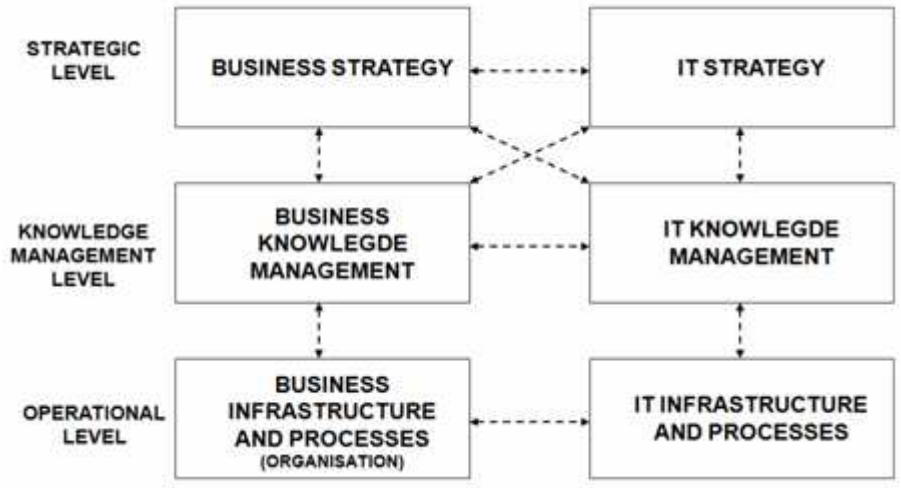 STRATEGIC
LEVEL
BUSINESS STRATEGY
IT STRATEGY
KNOWLEDGE
MANAGEMENT
LEVEL
BUSINESS
KNOWLEGDE
MANAGEMENT
IT KNOWLEGDE
MANAGEMENT
OPERATIONAL
LEVEL
BUSINESS
INFRASTRUCTURE
AND PROCESSES
(ORGANISATION)
IT INFRASTRUCTURE
AND PROCESSES